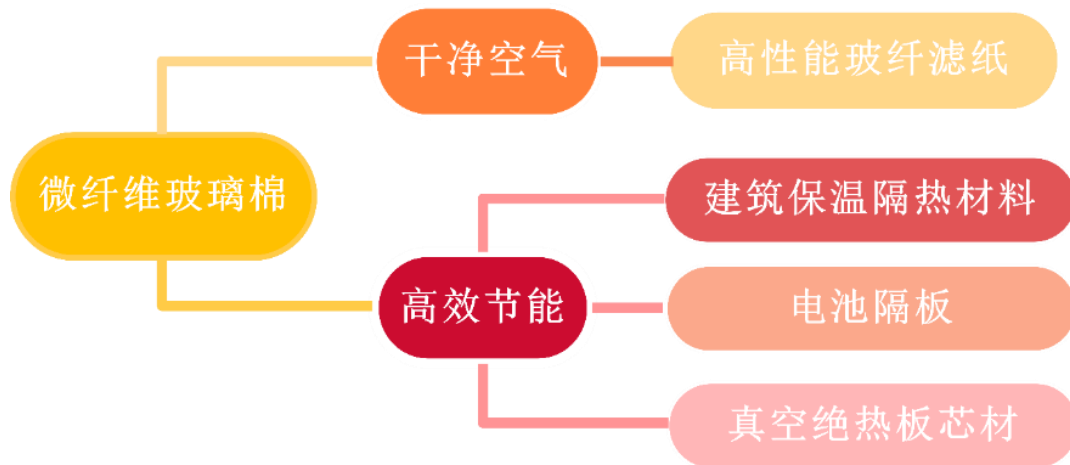 干净空气
高性能玻纤滤纸
微纤维玻璃棉
建筑保温隔热材料
高效节能
电池隔板
真空绝热板芯材